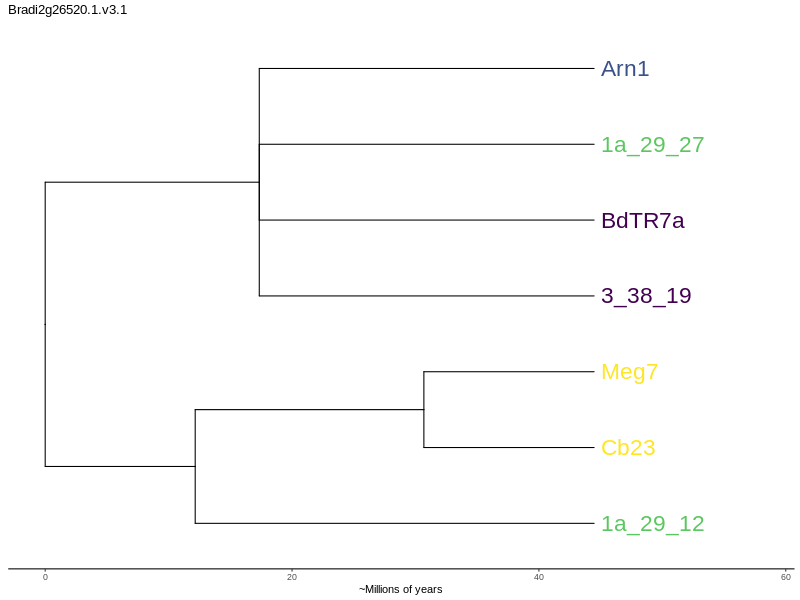 Bradi2g26520.1.v3.1
Arn1
1a_29_27
BdTR7a
3_38_19
Meg7
Cb23
1a_29_12
0 20 40 60
~Millions of years